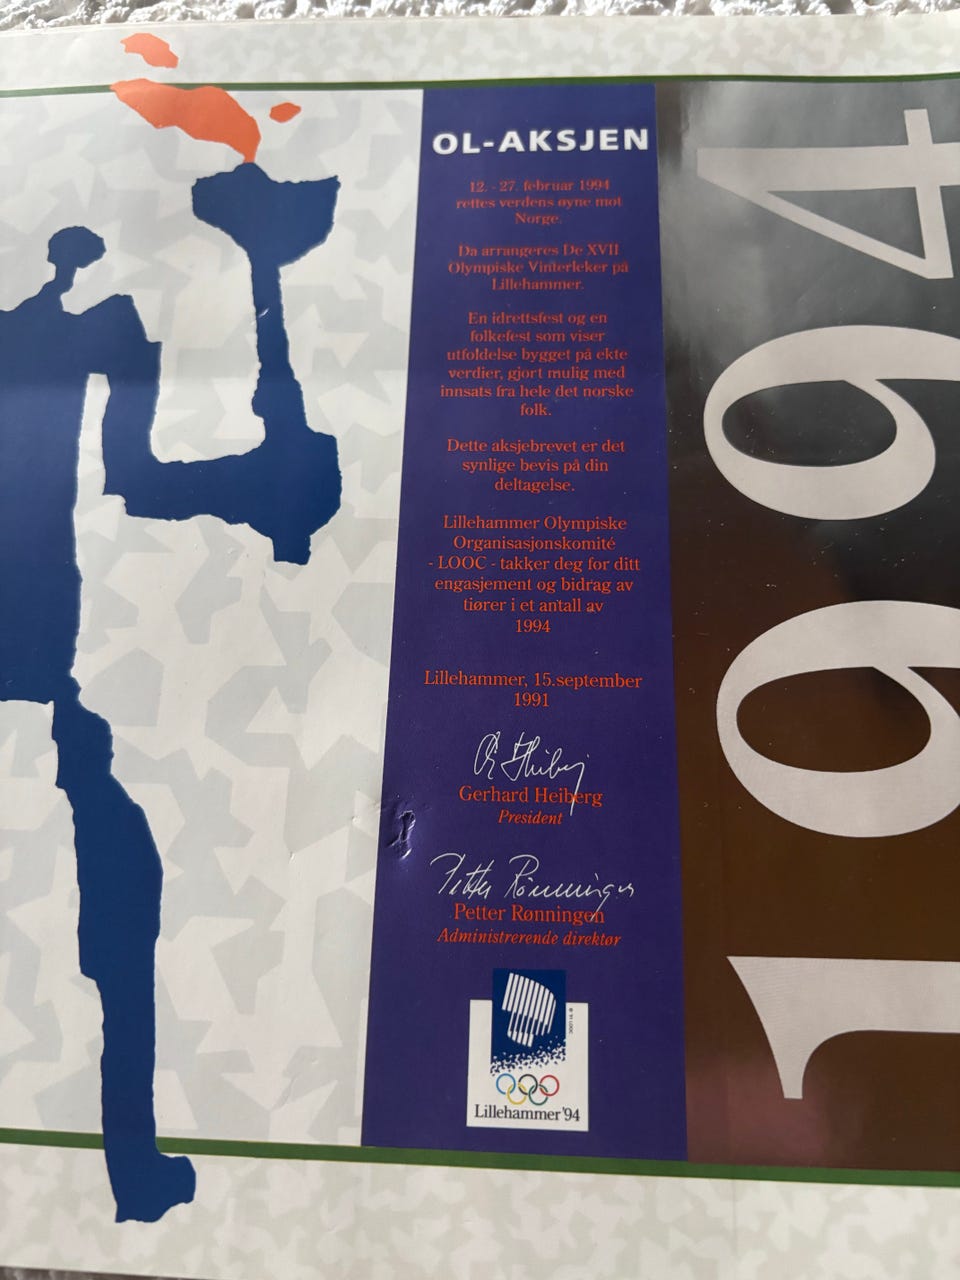 OL-AKSJEN
12. - 27. februar 1994
rettes verdens øyne mot
Norge.
Da arrangeres De XVII
Olympiske Vinterleker på
Lillehammer.
En idrettsfest og en
folkefest som viser
utfoldelse bygget på ekte
verdier, gjort mulig med
innsats fra hele det norske
folk.
Dette aksjebrevet er det
synlige bevis på din
deltagelse.
Lillehammer Olympiske
Organisasjonskomité
- LOOC - takker deg for ditt
engasjement og bidrag av
tiører i et antall av
1994
Lillehammer, 15.september
1991
Gerhard Heiberg
President
Petter Rønningen
Petter Rønningen
Administrerende direktør
Lillehammer'94
1994